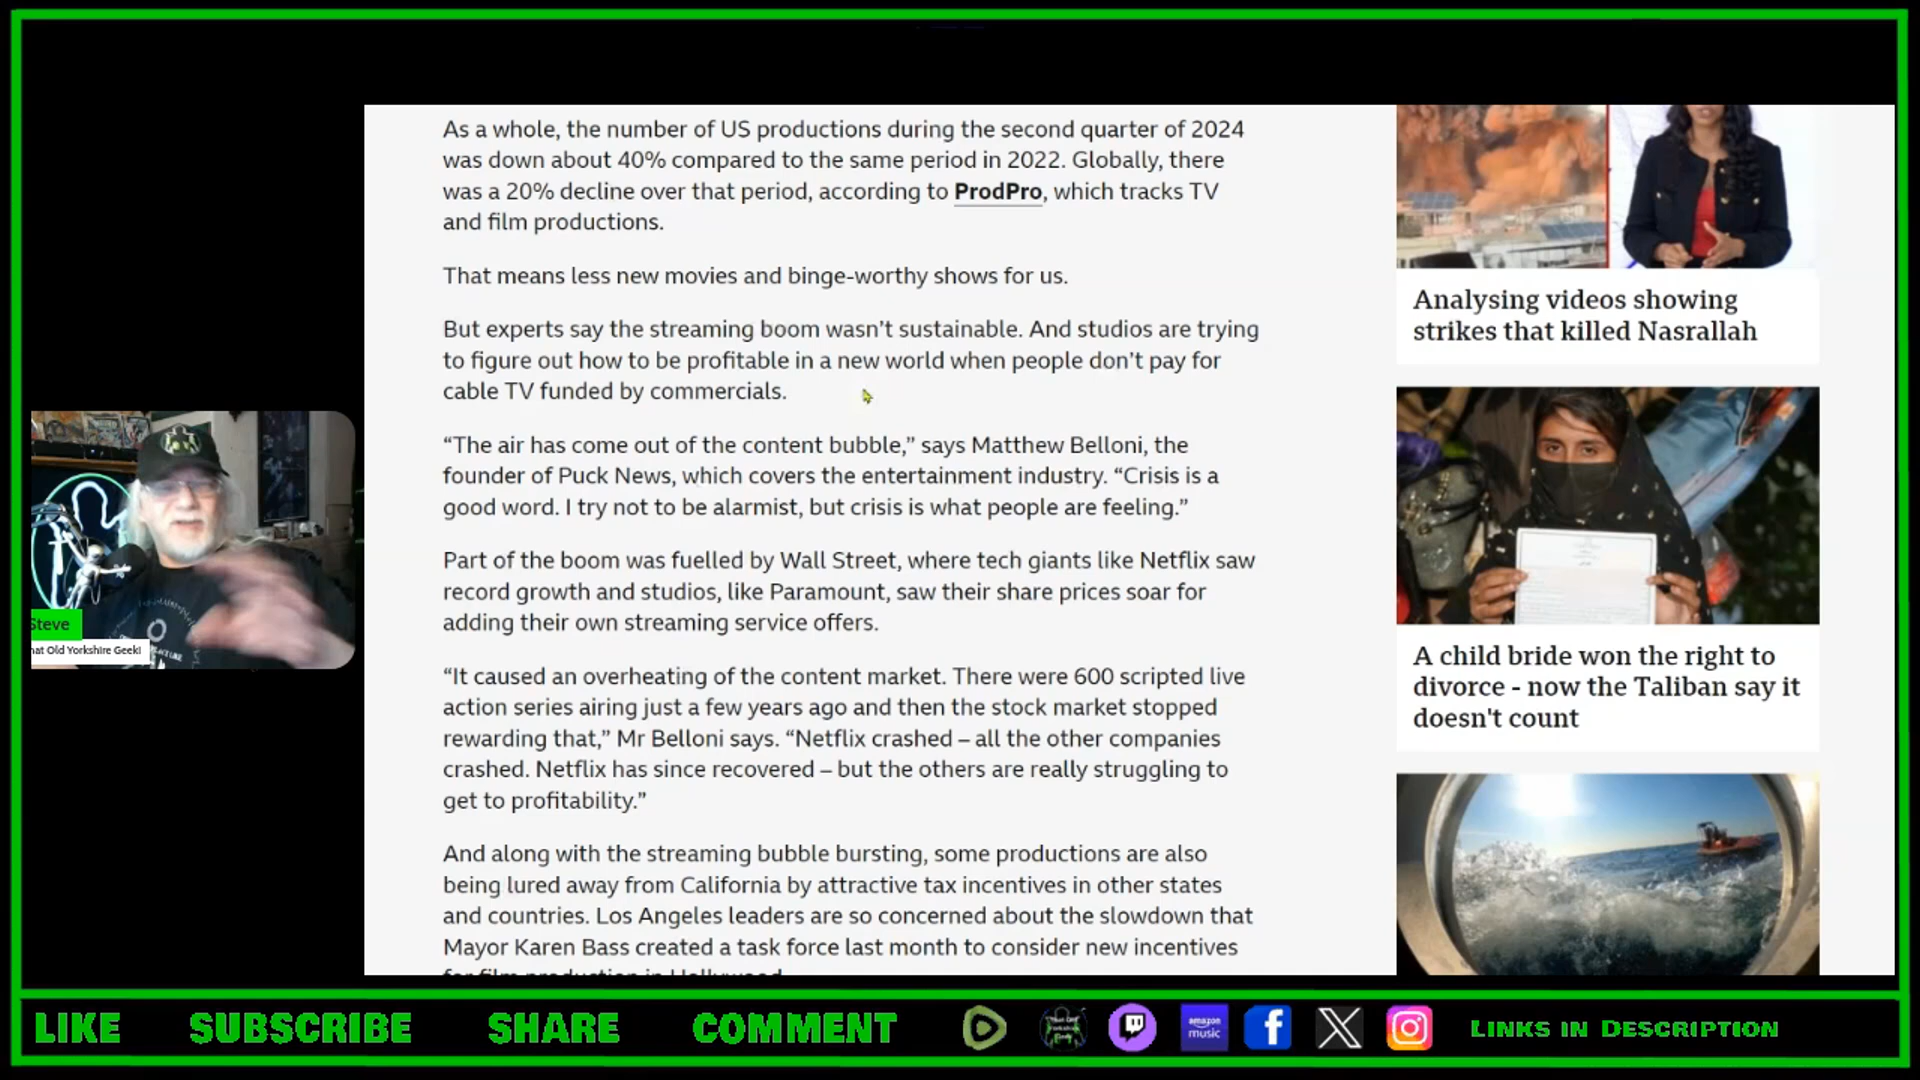 As a whole, the number of US productions during the second quarter of 2024
was down about 40% compared to the same period in 2022. Globally, there
was a 20% decline over that period, according to ProdPro, which tracks TV
and film productions.
That means less new movies and binge-worthy shows for us.
But experts say the streaming boom wasn’t sustainable. And studios are trying
to figure out how to be profitable in a new world when people don’t pay for
cable TV funded by commercials.
“The air has come out of the content bubble,” says Matthew Belloni, the
founder of Puck News, which covers the entertainment industry. “Crisis is a
good word. I try not to be alarmist, but crisis is what people are feeling.”
Part of the boom was fuelled by Wall Street, where tech giants like Netflix saw
record growth and studios, like Paramount, saw their share prices soar for
adding their own streaming service offers.
“It caused an overheating of the content market. There were 600 scripted live
action series airing just a few years ago and then the stock market stopped
rewarding that,” Mr Belloni says. “Netflix crashed – all the other companies
crashed. Netflix has since recovered – but the others are really struggling to
get to profitability.”
And along with the streaming bubble bursting, some productions are also
being lured away from California by attractive tax incentives in other states
and countries. Los Angeles leaders are so concerned about the slowdown that
Mayor Karen Bass created a task force last month to consider new incentives
for film production in Hollywood.
Analysing videos showing
strikes that killed Nasrallah
A child bride won the right to
divorce - now the Taliban say it
doesn't count
Steve
hat Old Yorkshire Geek!
LIKE SUBSCRIBE SHARE COMMENT
amazon
music
LINKS IN DESCRIPTION